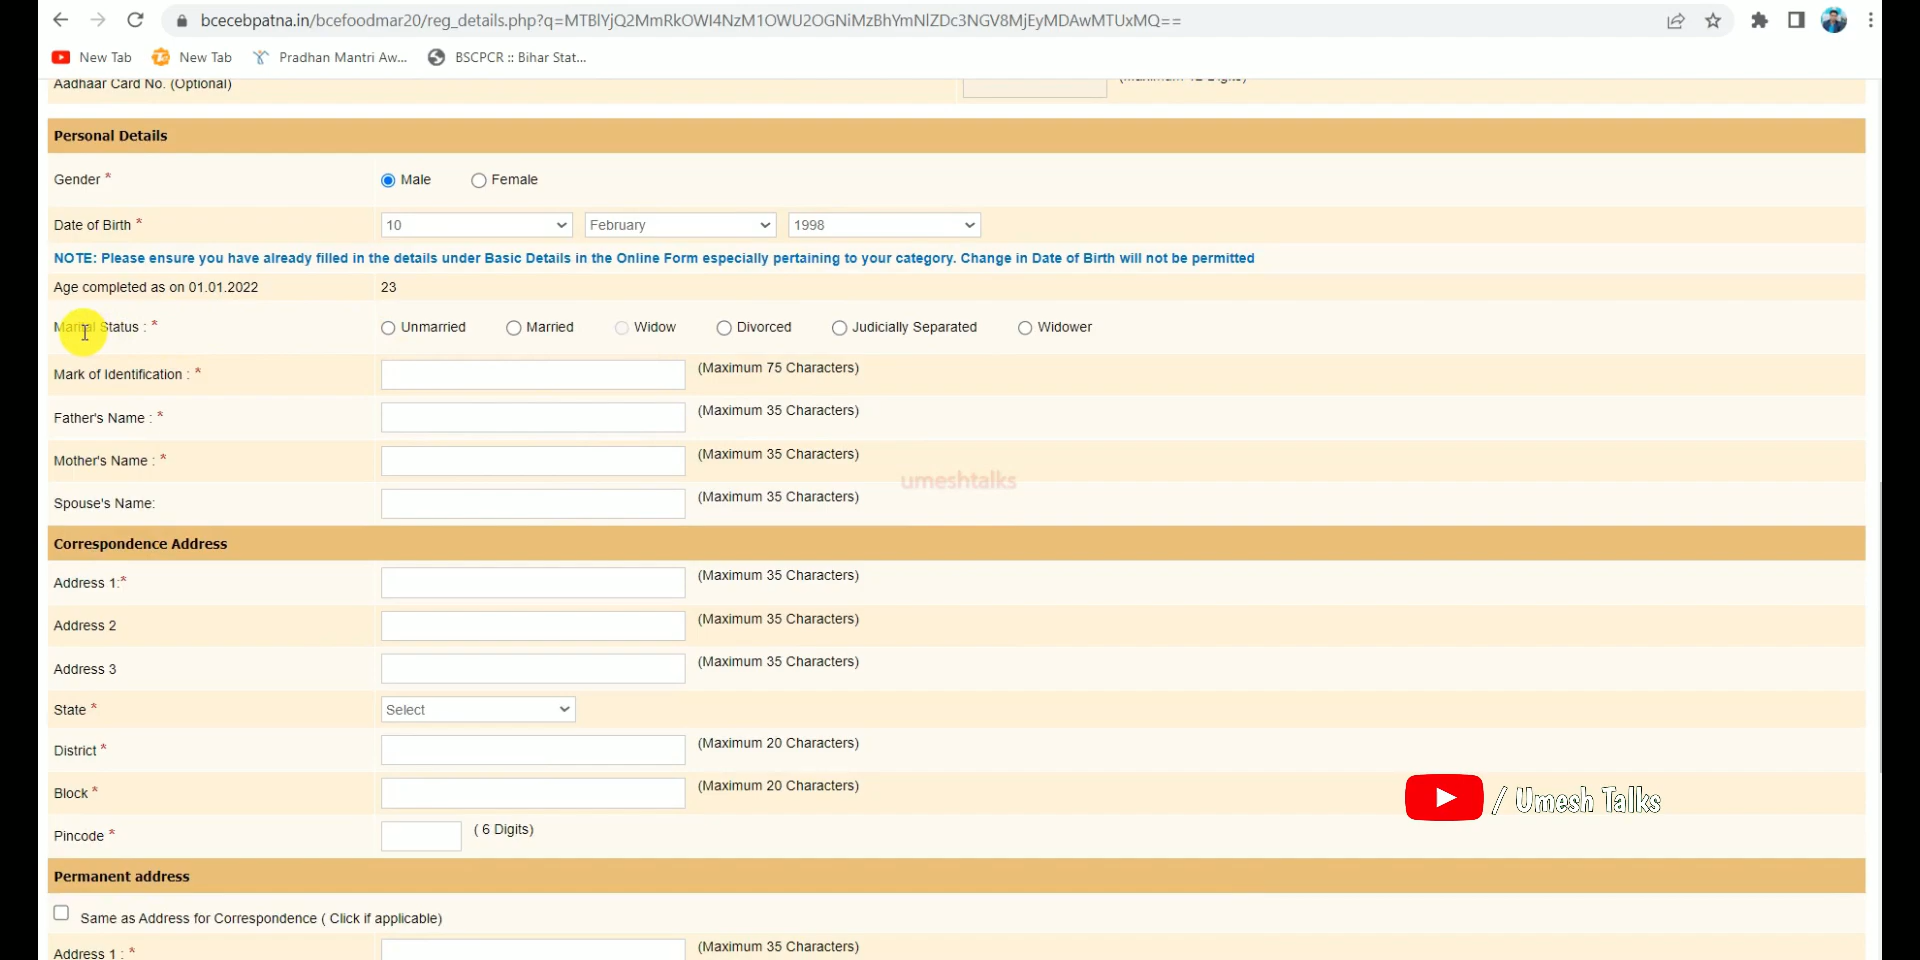 bcecebpatna.in/bcefoodmar20/reg_details.php?q=MTBlYjQ2MmRkOWI4NzM1OWU2OGNiMzBhYmNlZDc3NGV8MjEyMDAwMTUxMQ==
New Tab New Tab Pradhan Mantri Aw... BSCPCR :: Bihar Stat...
Aadhaar Card No. (Optional) (Maximum 12 Digits)
Personal Details
Gender * Male Female
Date of Birth * 10 February 1998
NOTE: Please ensure you have already filled in the details under Basic Details in the Online Form especially pertaining to your category. Change in Date of Birth will not be permitted
Age completed as on 01.01.2022 23
Marital Status : * Unmarried Married Widow Divorced Judicially Separated Widower
Mark of Identification : * (Maximum 75 Characters)
Father's Name : * (Maximum 35 Characters)
Mother's Name : * (Maximum 35 Characters)
umeshtalks
Spouse's Name: (Maximum 35 Characters)
Correspondence Address
Address 1:* (Maximum 35 Characters)
Address 2 (Maximum 35 Characters)
Address 3 (Maximum 35 Characters)
State * Select
District * (Maximum 20 Characters)
Block * (Maximum 20 Characters)
/ Umesh Talks
Pincode * ( 6 Digits)
Permanent address
Same as Address for Correspondence ( Click if applicable)
Address 1 : * (Maximum 35 Characters)